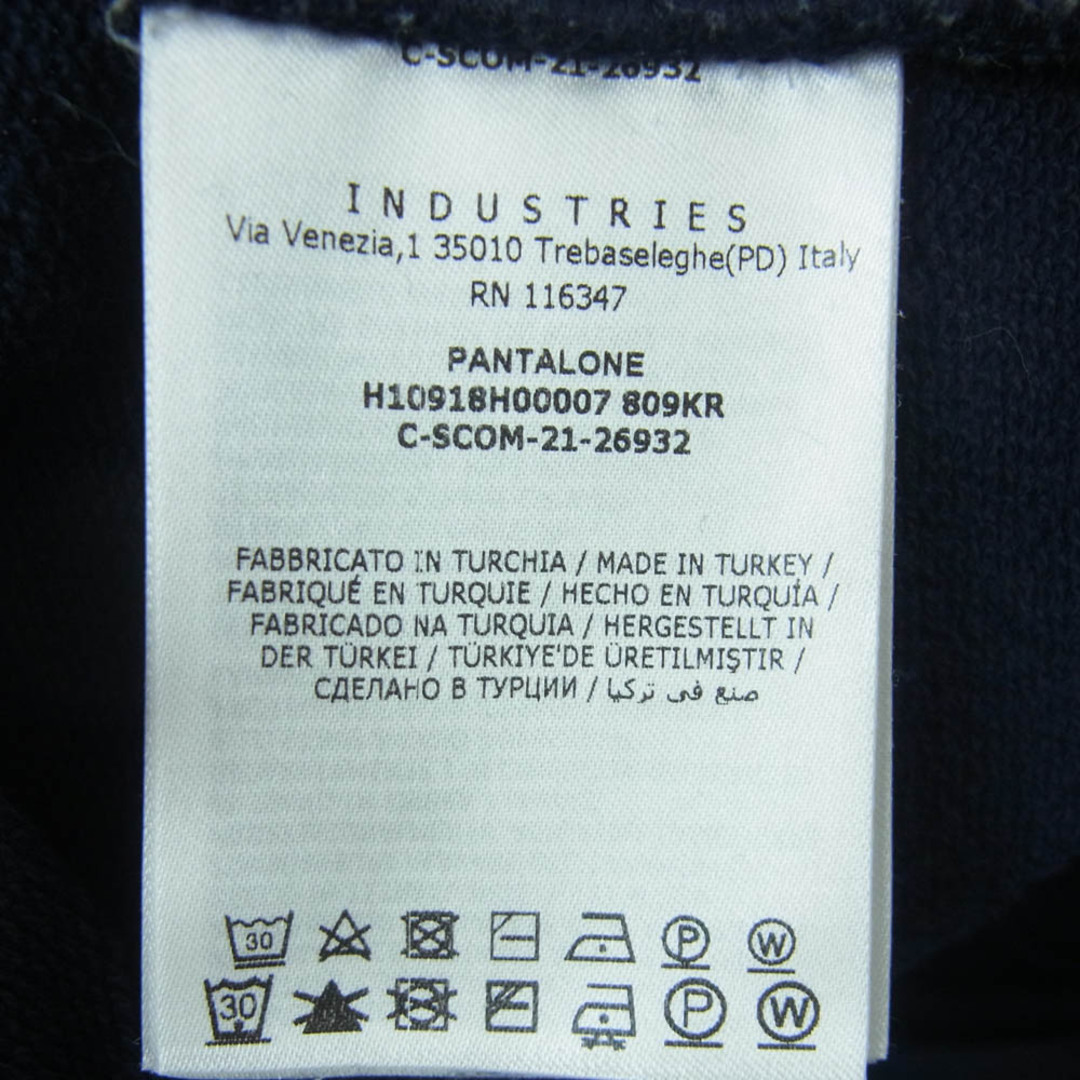 C-SCOM-21-26932
INDUSTRIES
Via Venezia,1 35010 Trebaseleghe(PD) Italy
RN 116347
PANTALONE
H10918H00007 809KR
C-SCOM-21-26932
FABBRICATO IN TURCHIA / MADE IN TURKEY /
FABRIQUÉ EN TURQUIE / HECHO EN TURQUÍA /
FABRICADO NA TURQUIA / HERGESTELLT IN
DER TÜRKEI / TÜRKIYE'DE ÜRETILMIŞTIR /
СДЕЛАНО В ТУРЦИИ / صنع في تركيا
30 P W
30 P W